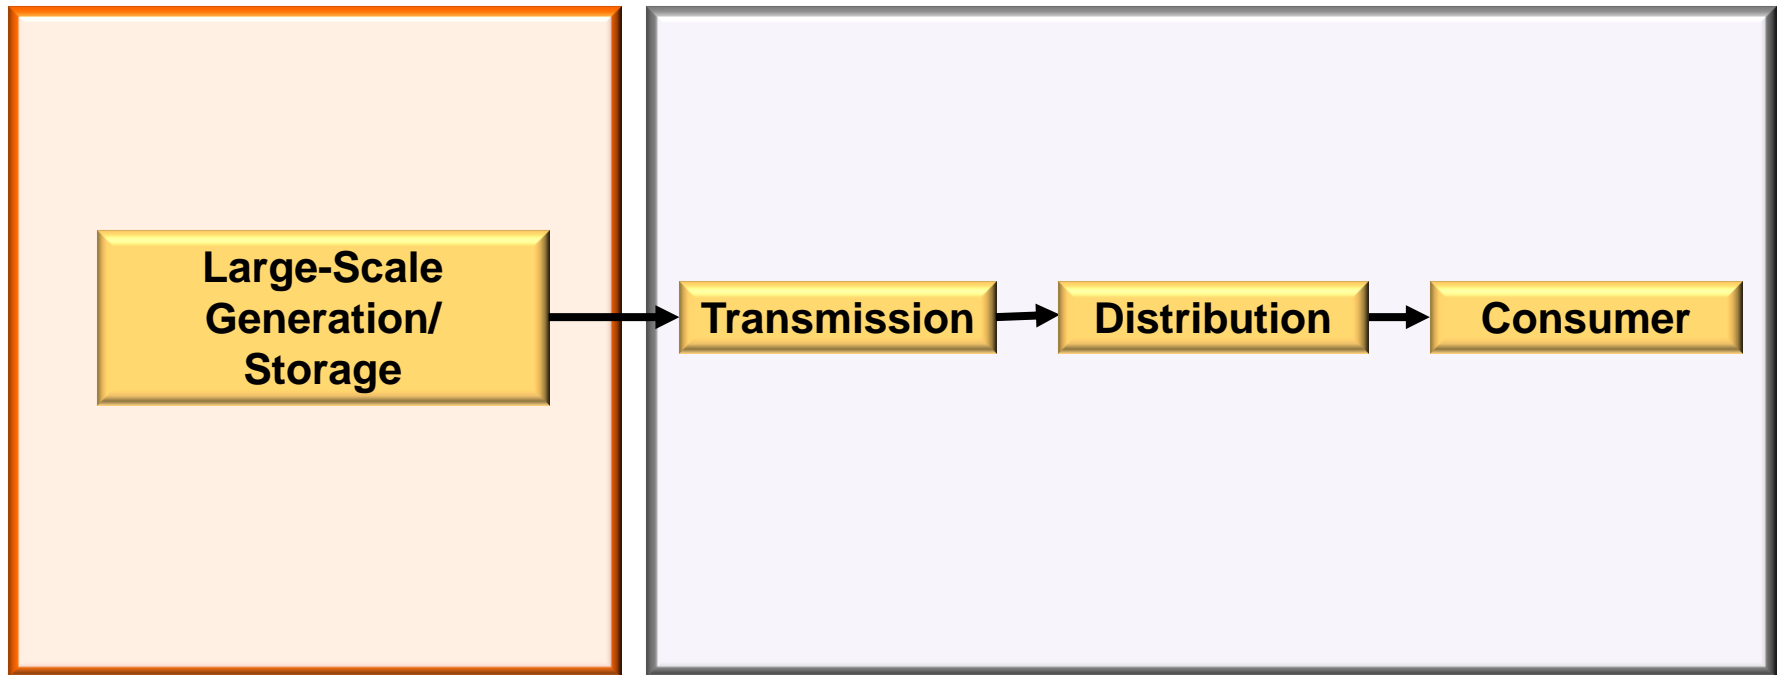 Large-Scale
Generation/
Storage
Transmission
Distribution
Consumer